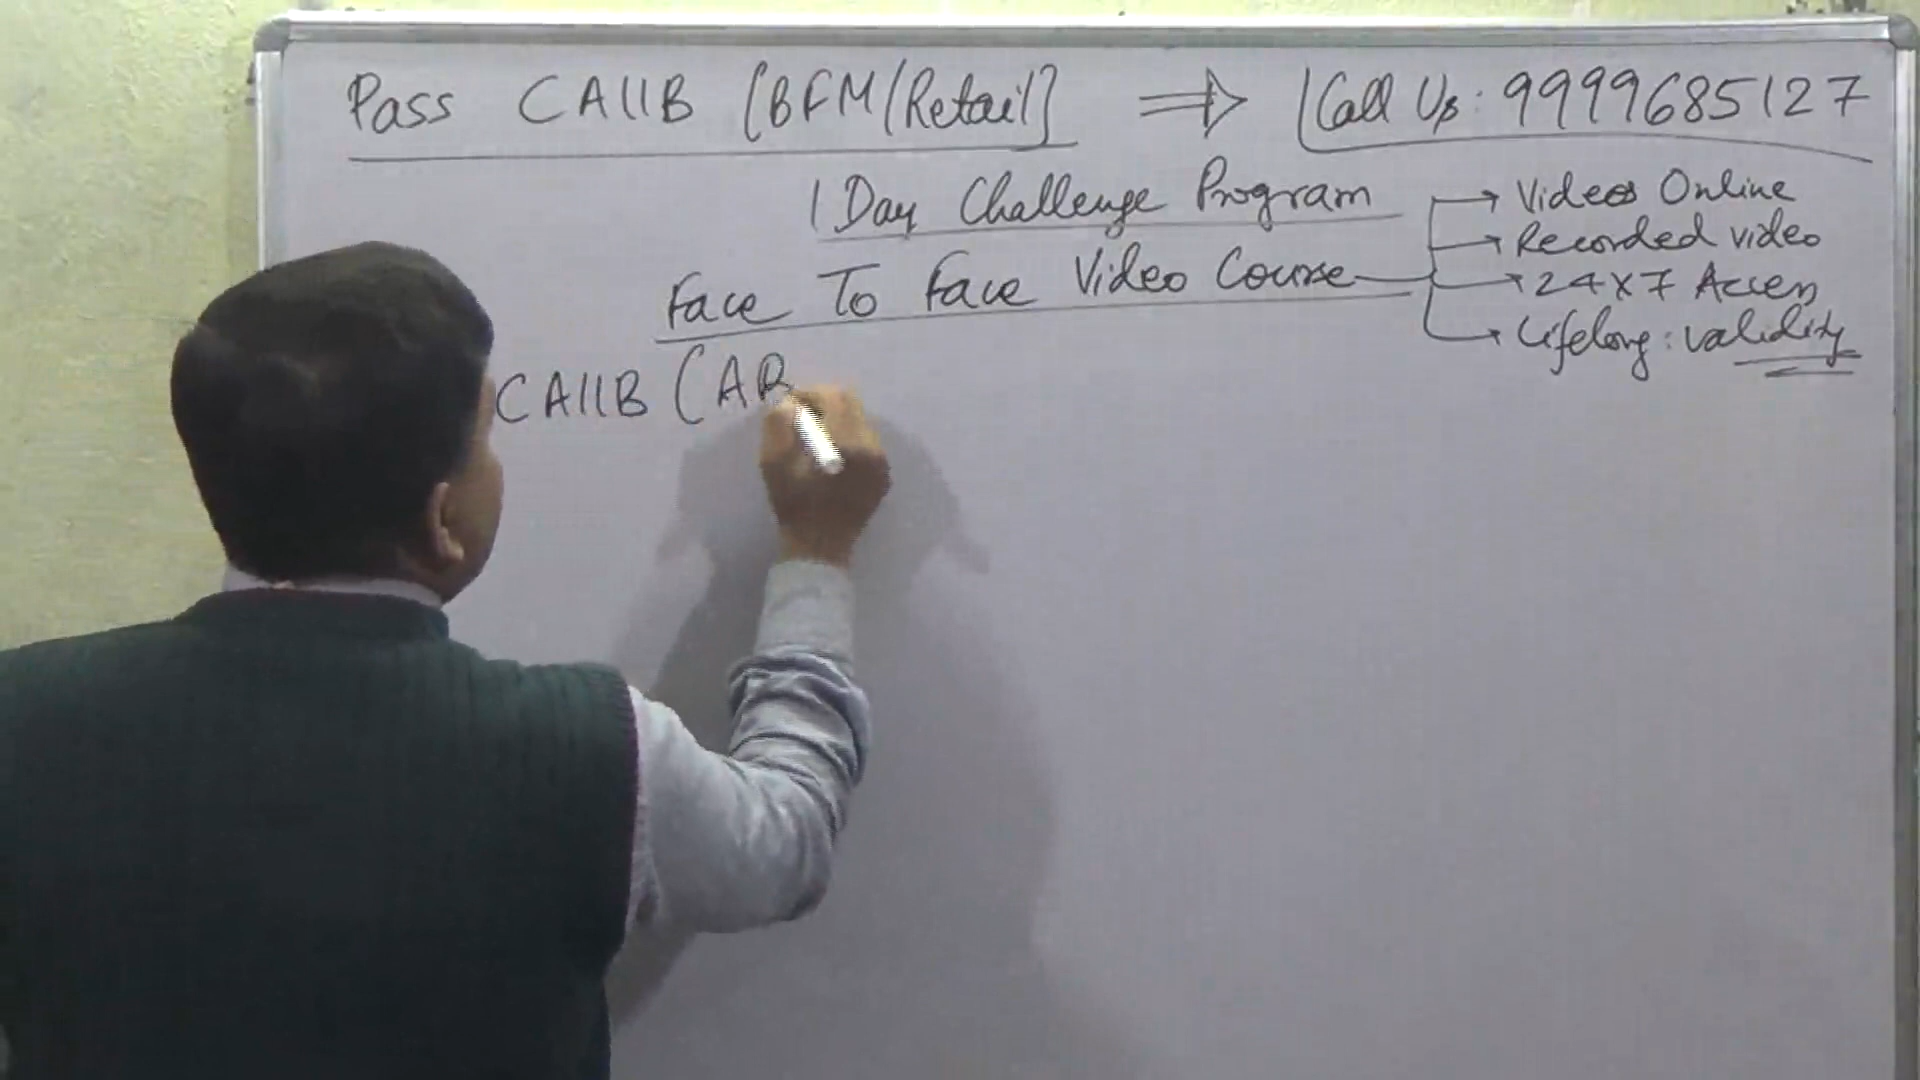 Pass CAIIB [BFM/Retail] ⇒ Call Us: 9999685127
1 Day Challenge Program
Face To Face Video Course
→ Videos Online
→ Recorded video
→ 24x7 Access
→ Lifelong: validity
CAIIB (AB